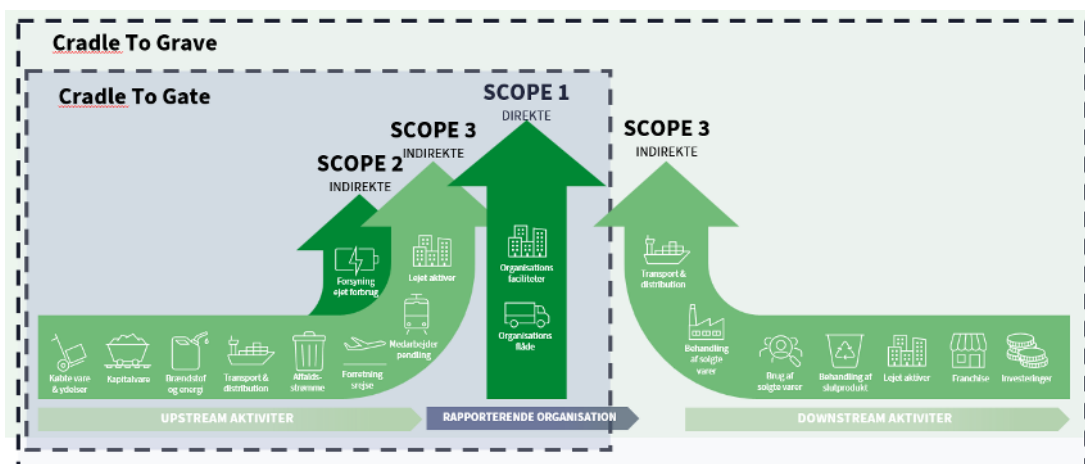 Cradle To Grave
Cradle To Gate
SCOPE 1
DIREKTE
SCOPE 3
INDIREKTE
SCOPE 2
INDIREKTE
SCOPE 3
INDIREKTE
Forsyning
ejet forbrug
Lejet aktiver
Organisations
faciliteter
Transport &
distribution
Medarbejder
pendling
Organisations
flåde
Behandling
af solgte
varer
Købte vare
& ydelser
Kapitalvare
Brændstof
og energi
Transport &
distribution
Affalds-
strømme
Forretning
srejse
Brug af
solgte varer
Behandling af
slutprodukt
Lejet aktiver
Franchise
Investeringer
UPSTREAM AKTIVITER
RAPPORTERENDE ORGANISATION
DOWNSTREAM AKTIVITER